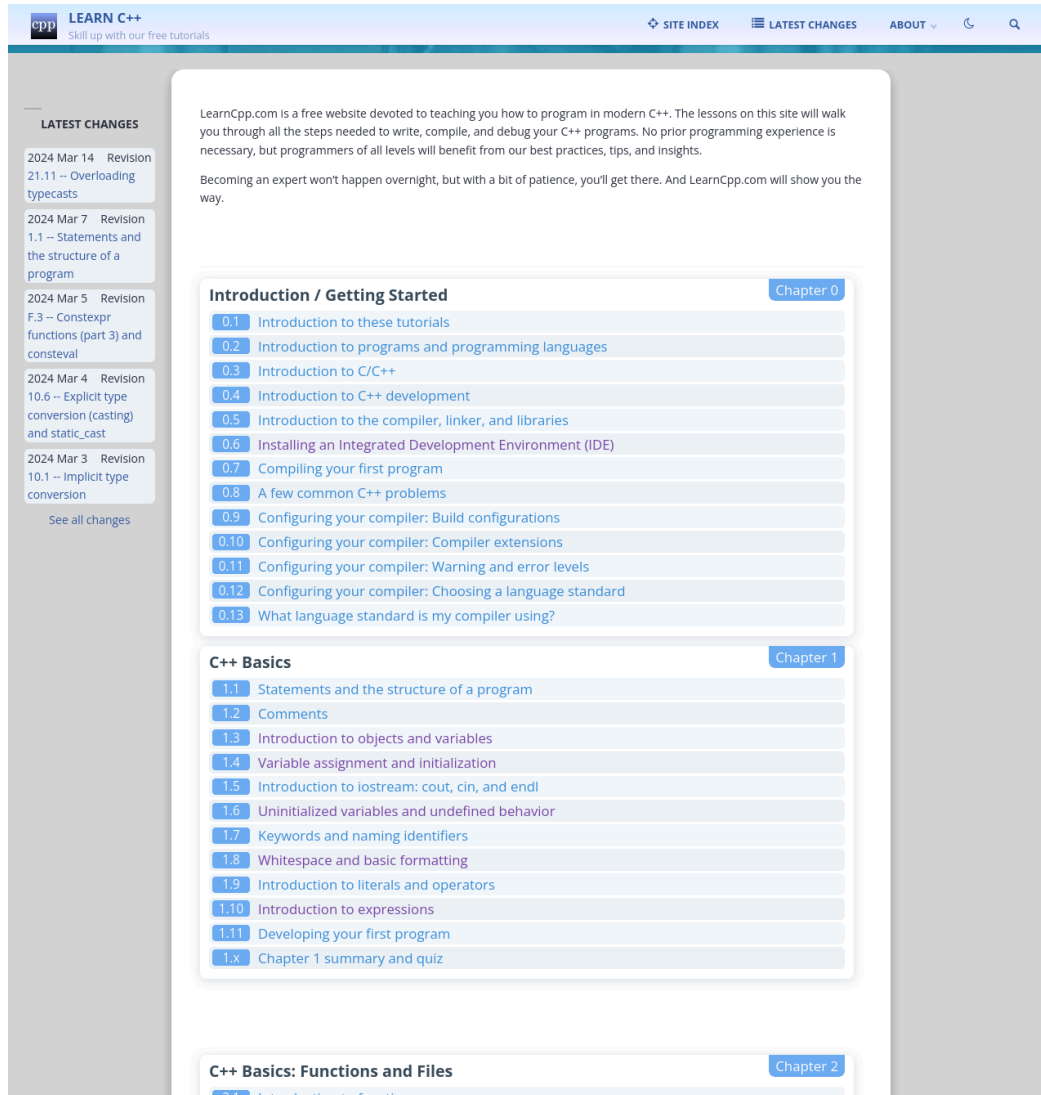 cpp
LEARN C++
Skill up with our free tutorials
SITE INDEX
LATEST CHANGES
ABOUT
LATEST CHANGES
2024 Mar 14 Revision
21.11 -- Overloading
typecasts
2024 Mar 7 Revision
1.1 -- Statements and
the structure of a
program
2024 Mar 5 Revision
F.3 -- Constexpr
functions (part 3) and
consteval
2024 Mar 4 Revision
10.6 -- Explicit type
conversion (casting)
and static_cast
2024 Mar 3 Revision
10.1 -- Implicit type
conversion
See all changes
LearnCpp.com is a free website devoted to teaching you how to program in modern C++. The lessons on this site will walk
you through all the steps needed to write, compile, and debug your C++ programs. No prior programming experience is
necessary, but programmers of all levels will benefit from our best practices, tips, and insights.
Becoming an expert won’t happen overnight, but with a bit of patience, you’ll get there. And LearnCpp.com will show you the
way.
Introduction / Getting Started
Chapter 0
0.1 Introduction to these tutorials
0.2 Introduction to programs and programming languages
0.3 Introduction to C/C++
0.4 Introduction to C++ development
0.5 Introduction to the compiler, linker, and libraries
0.6 Installing an Integrated Development Environment (IDE)
0.7 Compiling your first program
0.8 A few common C++ problems
0.9 Configuring your compiler: Build configurations
0.10 Configuring your compiler: Compiler extensions
0.11 Configuring your compiler: Warning and error levels
0.12 Configuring your compiler: Choosing a language standard
0.13 What language standard is my compiler using?
C++ Basics
Chapter 1
1.1 Statements and the structure of a program
1.2 Comments
1.3 Introduction to objects and variables
1.4 Variable assignment and initialization
1.5 Introduction to iostream: cout, cin, and endl
1.6 Uninitialized variables and undefined behavior
1.7 Keywords and naming identifiers
1.8 Whitespace and basic formatting
1.9 Introduction to literals and operators
1.10 Introduction to expressions
1.11 Developing your first program
1.x Chapter 1 summary and quiz
C++ Basics: Functions and Files
Chapter 2